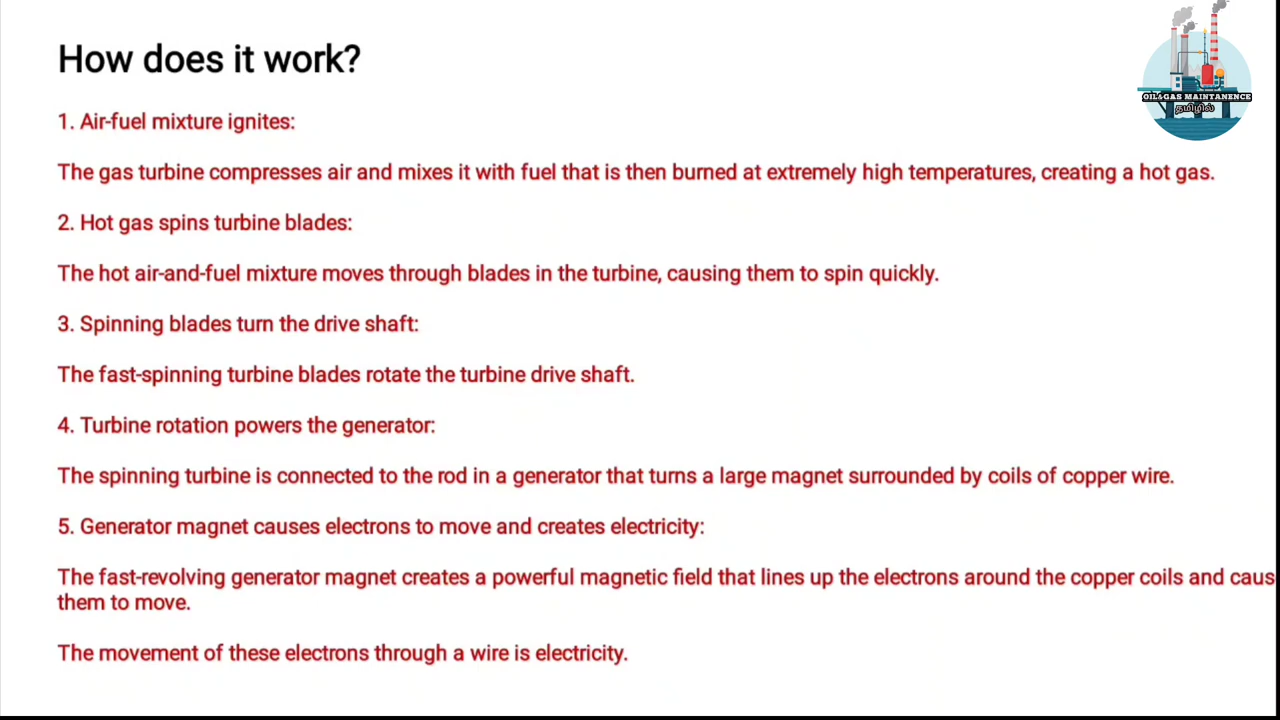 How does it work?
OIL&GAS MAINTANENCE
தமிழில்
1. Air-fuel mixture ignites:
The gas turbine compresses air and mixes it with fuel that is then burned at extremely high temperatures, creating a hot gas.
2. Hot gas spins turbine blades:
The hot air-and-fuel mixture moves through blades in the turbine, causing them to spin quickly.
3. Spinning blades turn the drive shaft:
The fast-spinning turbine blades rotate the turbine drive shaft.
4. Turbine rotation powers the generator:
The spinning turbine is connected to the rod in a generator that turns a large magnet surrounded by coils of copper wire.
5. Generator magnet causes electrons to move and creates electricity:
The fast-revolving generator magnet creates a powerful magnetic field that lines up the electrons around the copper coils and caus
them to move.
The movement of these electrons through a wire is electricity.